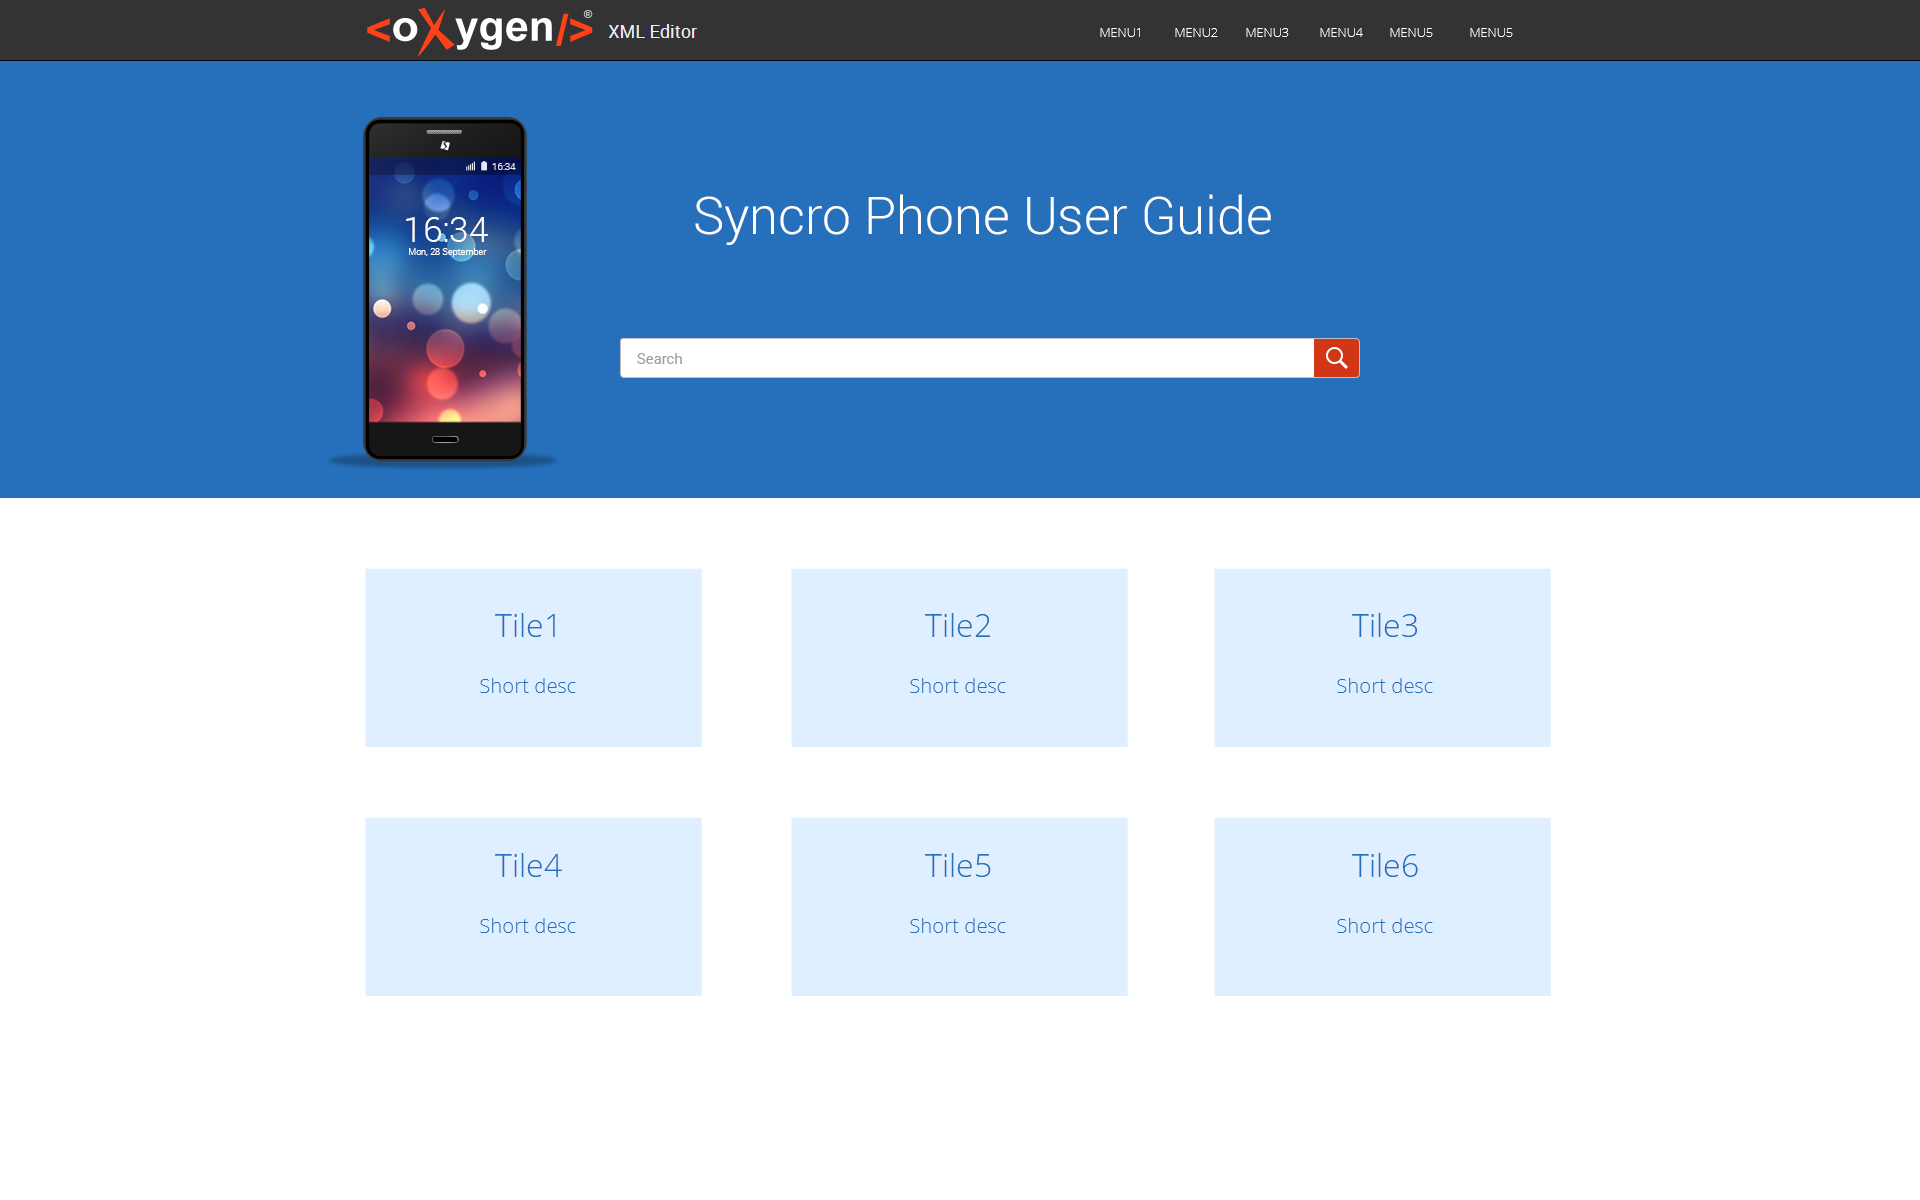 <oXygen/>® XML Editor MENU1 MENU2 MENU3 MENU4 MENU5 MENU5
16:34
16:34
Mon, 28 September
Syncro Phone User Guide
Search
Tile1 Tile2 Tile3
Short desc Short desc Short desc
Tile4 Tile5 Tile6
Short desc Short desc Short desc